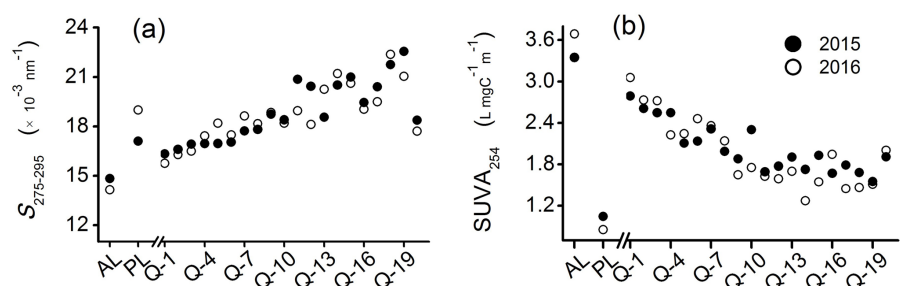 (a)
24
21
18
15
12
S275-295 (× 10⁻³ nm⁻¹)
AL PL Q-1 Q-4 Q-7 Q-10 Q-13 Q-16 Q-19
(b)
2015
2016
3.6
3.0
2.4
1.8
1.2
SUVA254 (L mgC⁻¹ m⁻¹)
AL PL Q-1 Q-4 Q-7 Q-10 Q-13 Q-16 Q-19